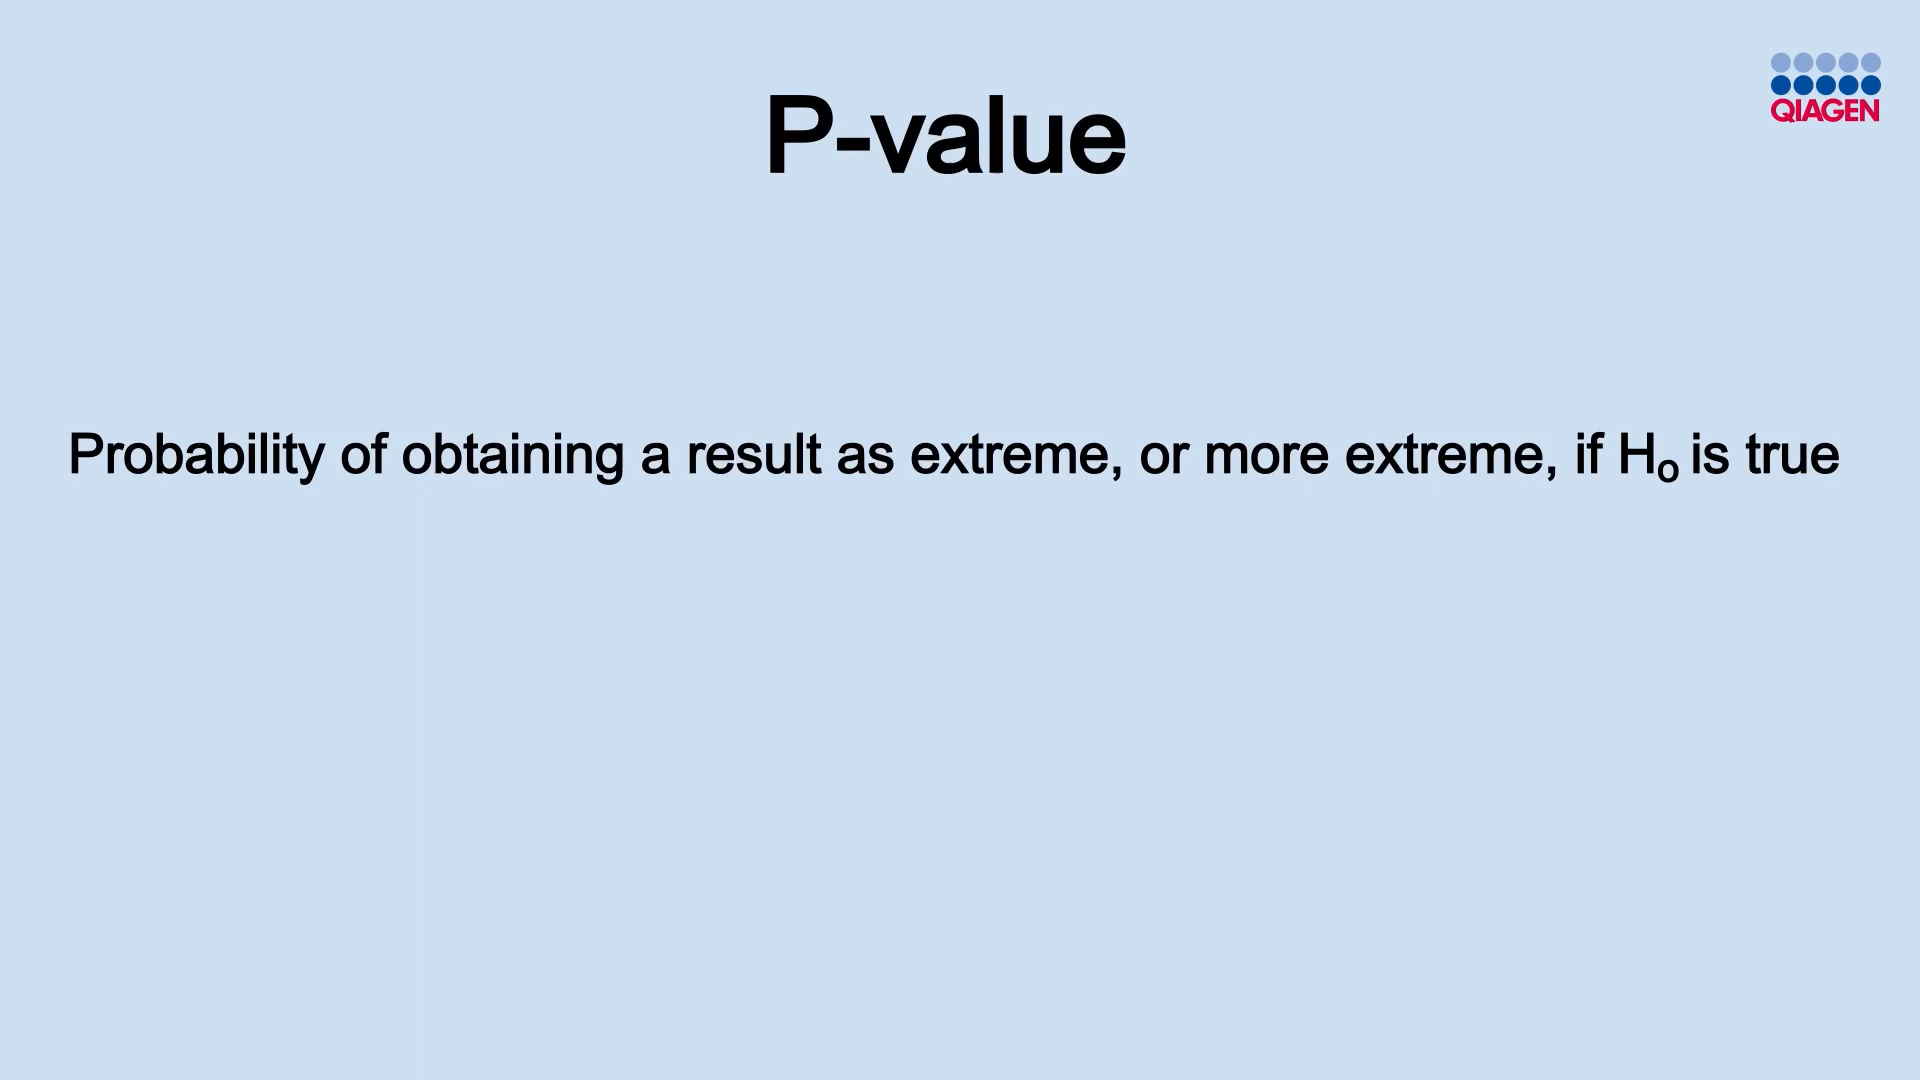 QIAGEN
P-value
Probability of obtaining a result as extreme, or more extreme, if Hₒ is true